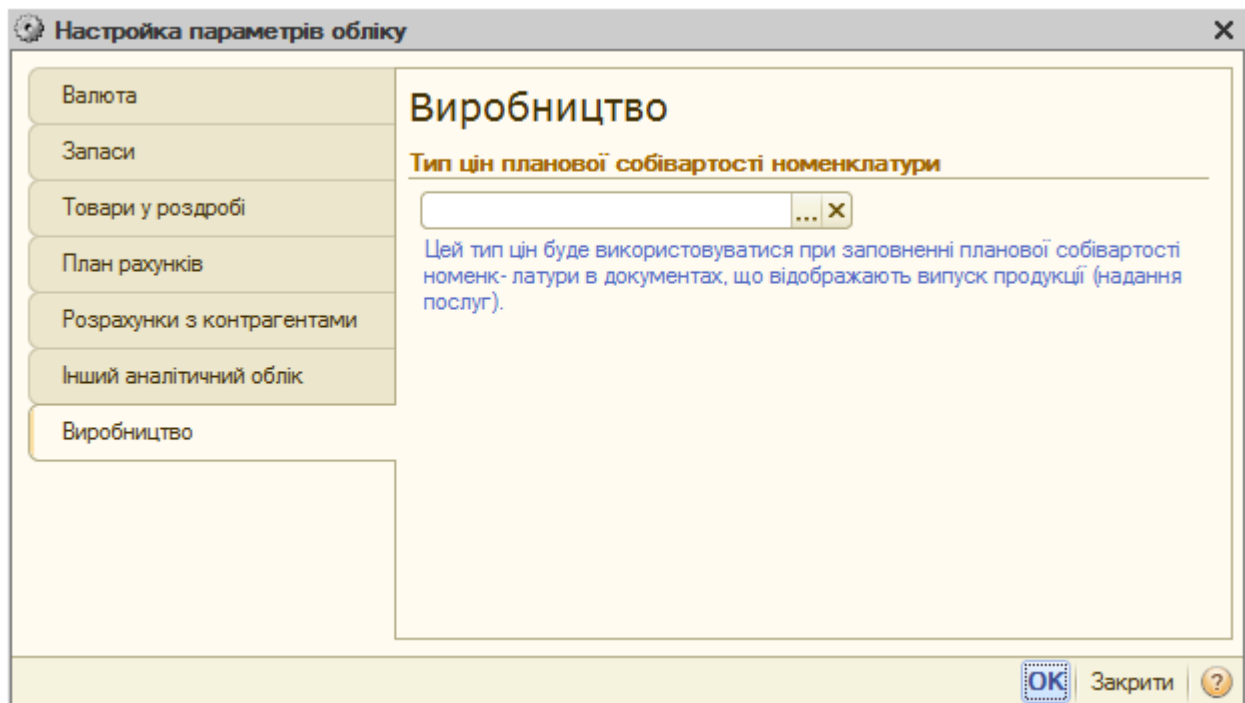 Настройка параметрів обліку
Валюта
Запаси
Товари у роздробі
План рахунків
Розрахунки з контрагентами
Інший аналітичний облік
Виробництво
Виробництво
Тип цін планової собівартості номенклатури
...
Цей тип цін буде використовуватися при заповненні планової собівартості
номенк- латури в документах, що відображають випуск продукції (надання
послуг).
OK Закрити ?